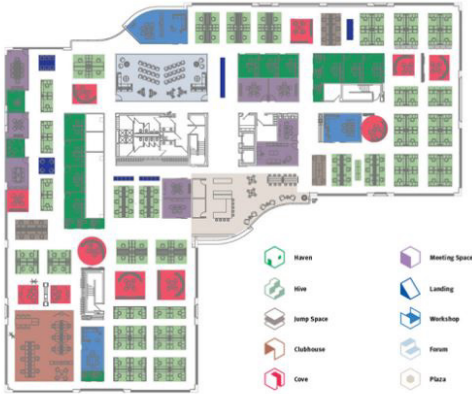 Haven
Meeting Space
Hive
Landing
Jump Space
Workshop
Clubhouse
Forum
Cove
Plaza